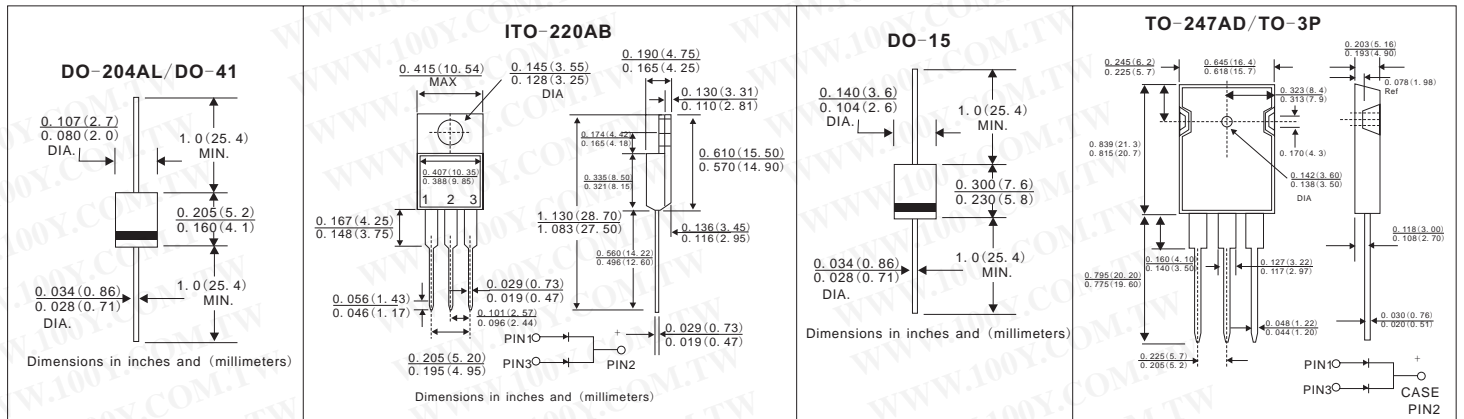 DO-204AL/DO-41
0.107(2.7)
0.080(2.0)
DIA.
1.0(25.4)
MIN.
0.205(5.2)
0.160(4.1)
0.034(0.86)
0.028(0.71)
DIA.
1.0(25.4)
MIN.
Dimensions in inches and (millimeters)
ITO-220AB
0.415(10.54)
MAX
0.145(3.55)
0.128(3.25)
DIA
0.190(4.75)
0.165(4.25)
0.130(3.31)
0.110(2.81)
0.174(4.42)
0.165(4.18)
0.610(15.50)
0.570(14.90)
0.407(10.35)
0.388(9.85)
1 2 3
0.335(8.50)
0.321(8.15)
0.167(4.25)
0.148(3.75)
1.130(28.70)
1.083(27.50)
0.136(3.45)
0.116(2.95)
0.560(14.22)
0.496(12.60)
0.056(1.43)
0.046(1.17)
0.029(0.73)
0.019(0.47)
0.101(2.57)
0.096(2.44)
0.205(5.20)
0.195(4.95)
PIN1
PIN3
+
PIN2
0.029(0.73)
0.019(0.47)
Dimensions in inches and (millimeters)
DO-15
0.140(3.6)
0.104(2.6)
DIA.
1.0(25.4)
MIN.
0.300(7.6)
0.230(5.8)
0.034(0.86)
0.028(0.71)
DIA.
1.0(25.4)
MIN.
Dimensions in inches and (millimeters)
TO-247AD/TO-3P
0.245(6.2)
0.225(5.7)
0.645(16.4)
0.618(15.7)
0.203(5.16)
0.193(4.90)
0.078(1.98)
Ref
0.323(8.4)
0.313(7.9)
0.839(21.3)
0.815(20.7)
0.170(4.3)
0.142(3.60)
0.138(3.50)
DIA
0.118(3.00)
0.108(2.70)
0.160(4.10)
0.140(3.50)
0.127(3.22)
0.117(2.97)
0.795(20.20)
0.775(19.60)
0.048(1.22)
0.044(1.20)
0.030(0.76)
0.020(0.51)
0.225(5.7)
0.205(5.2)
PIN1
PIN3
+
CASE
PIN2
WWW.100Y.COM.TW